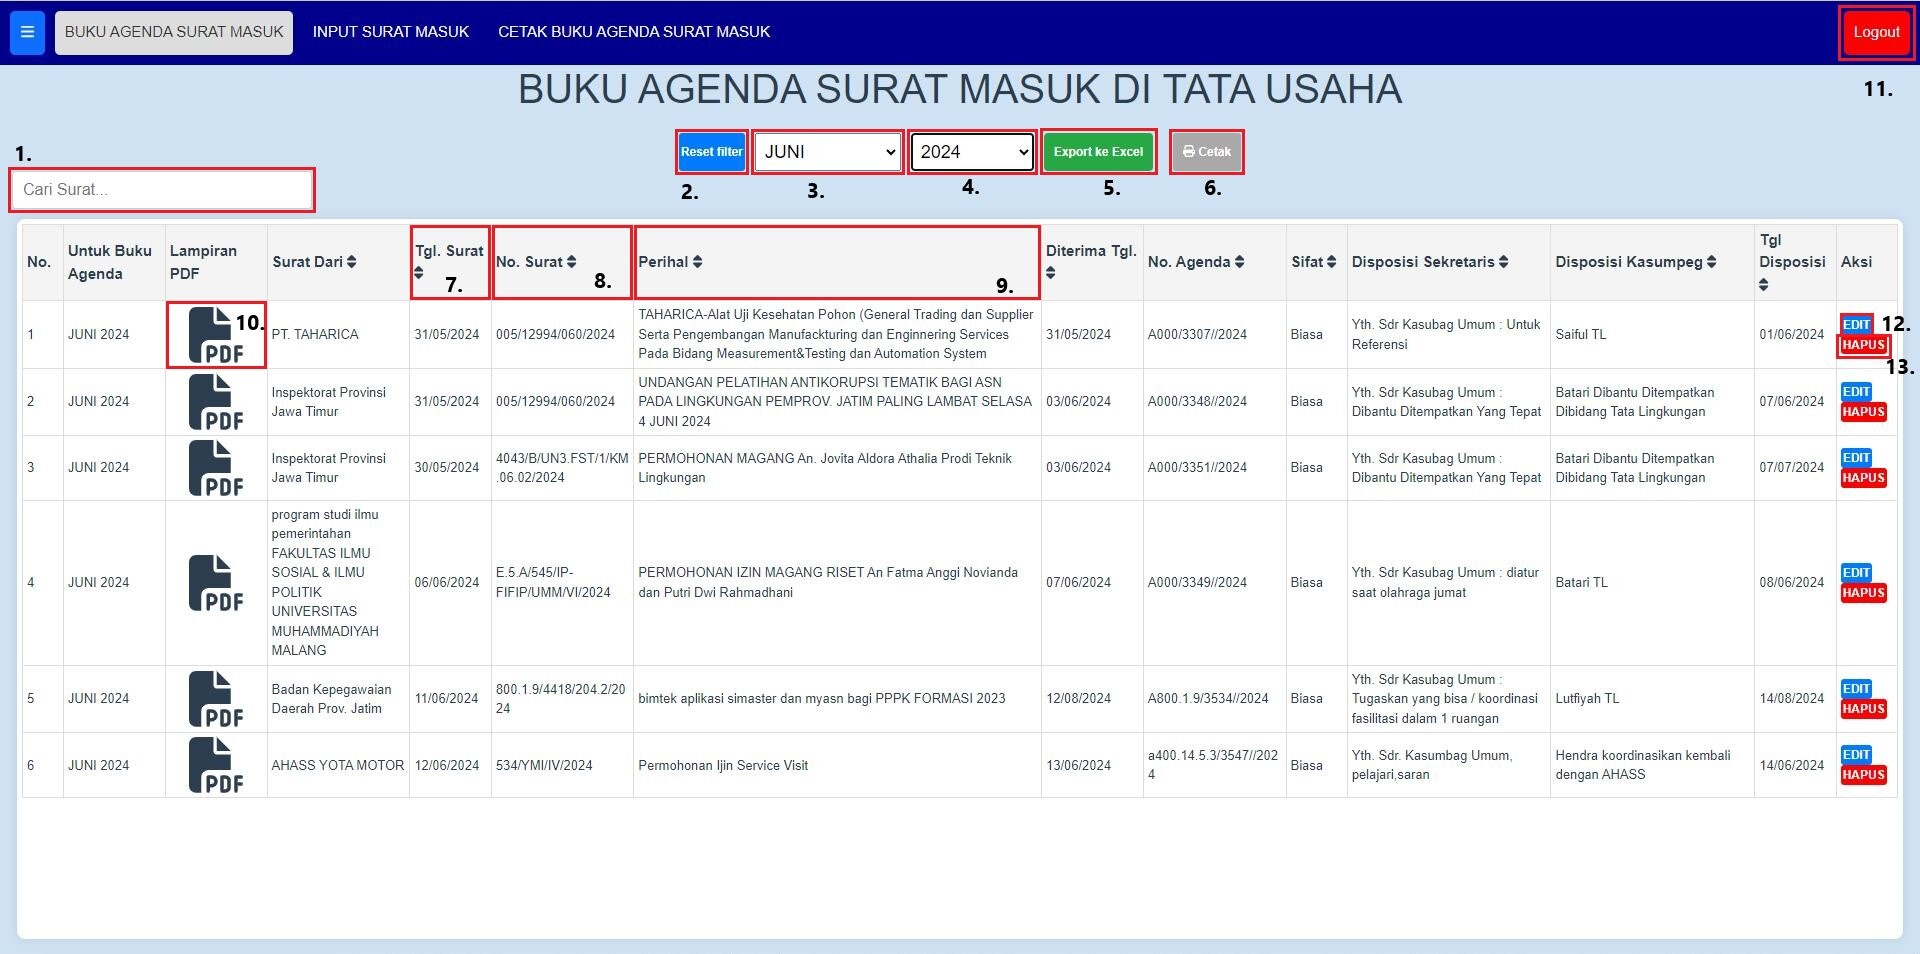 BUKU AGENDA SURAT MASUK INPUT SURAT MASUK CETAK BUKU AGENDA SURAT MASUK Logout
BUKU AGENDA SURAT MASUK DI TATA USAHA
11.
1.
Cari Surat...
Reset filter JUNI 2024 Export ke Excel Cetak
2. 3. 4. 5. 6.
No. Untuk Buku Agenda Lampiran PDF Surat Dari Tgl. Surat No. Surat Perihal Diterima Tgl. No. Agenda Sifat Disposisi Sekretaris Disposisi Kasumpeg Tgl Disposisi Aksi
7. 8. 9.
1 JUNI 2024 PDF 10. PT. TAHARICA 31/05/2024 005/12994/060/2024
TAHARICA-Alat Uji Kesehatan Pohon (General Trading dan Supplier
Serta Pengembangan Manufackturing dan Enginnering Services
Pada Bidang Measurement&Testing dan Automation System
31/05/2024 A000/3307//2024 Biasa
Yth. Sdr Kasubag Umum : Untuk
Referensi
Saiful TL 01/06/2024 EDIT 12.
HAPUS 13.
2 JUNI 2024 PDF
Inspektorat Provinsi
Jawa Timur
31/05/2024 005/12994/060/2024
UNDANGAN PELATIHAN ANTIKORUPSI TEMATIK BAGI ASN
PADA LINGKUNGAN PEMPROV. JATIM PALING LAMBAT SELASA
4 JUNI 2024
03/06/2024 A000/3348//2024 Biasa
Yth. Sdr Kasubag Umum :
Dibantu Ditempatkan Yang Tepat
Batari Dibantu Ditempatkan
Dibidang Tata Lingkungan
07/06/2024 EDIT
HAPUS
3 JUNI 2024 PDF
Inspektorat Provinsi
Jawa Timur
30/05/2024
4043/B/UN3.FST/1/KM
.06.02/2024
PERMOHONAN MAGANG An. Jovita Aldora Athalia Prodi Teknik
Lingkungan
03/06/2024 A000/3351//2024 Biasa
Yth. Sdr Kasubag Umum :
Dibantu Ditempatkan Yang Tepat
Batari Dibantu Ditempatkan
Dibidang Tata Lingkungan
07/07/2024 EDIT
HAPUS
4 JUNI 2024 PDF
program studi ilmu
pemerintahan
FAKULTAS ILMU
SOSIAL & ILMU
POLITIK
UNIVERSITAS
MUHAMMADIYAH
MALANG
06/06/2024
E.5.A/545/IP-
FIFIP/UMM/VI/2024
PERMOHONAN IZIN MAGANG RISET An Fatma Anggi Novianda
dan Putri Dwi Rahmadhani
07/06/2024 A000/3349//2024 Biasa
Yth. Sdr Kasubag Umum : diatur
saat olahraga jumat
Batari TL 08/06/2024 EDIT
HAPUS
5 JUNI 2024 PDF
Badan Kepegawaian
Daerah Prov. Jatim
11/06/2024
800.1.9/4418/204.2/20
24
bimtek aplikasi simaster dan myasn bagi PPPK FORMASI 2023
12/08/2024 A800.1.9/3534//2024 Biasa
Yth. Sdr Kasubag Umum :
Tugaskan yang bisa / koordinasi
fasilitasi dalam 1 ruangan
Lutfiyah TL 14/08/2024 EDIT
HAPUS
6 JUNI 2024 PDF AHASS YOTA MOTOR 12/06/2024 534/YMI/IV/2024 Permohonan Ijin Service Visit 13/06/2024
a400.14.5.3/3547//202
4
Biasa
Yth. Sdr. Kasumbag Umum,
pelajari,saran
Hendra koordinasikan kembali
dengan AHASS
14/06/2024 EDIT
HAPUS